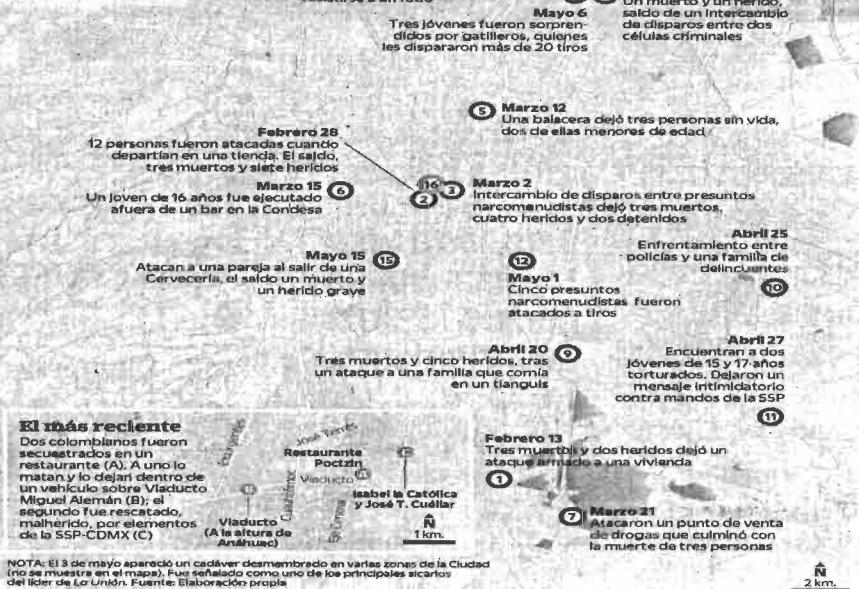 Mayo 6
Tres jóvenes fueron sorpren-
didos por gatilleros, quienes
les dispararon más de 20 tiros
Un muerto y un herido,
saldo de un intercambio
de disparos entre dos
células criminales
5 Marzo 12
Una balacera dejó tres personas sin vida,
dos de ellas menores de edad
Febrero 28
12 personas fueron atacadas cuando
departían en una tienda. El saldo,
tres muertos y siete heridos
Marzo 15
Un joven de 16 años fue ejecutado
afuera de un bar en la Condesa
6
16
2
3
Marzo 2
Intercambio de disparos entre presuntos
narcomenudistas dejó tres muertos,
cuatro heridos y dos detenidos
Mayo 15
Atacan a una pareja al salir de una
Cervecería, el saldo un muerto y
un herido grave
15
12
Mayo 1
Cinco presuntos
narcomenudistas fueron
atacados a tiros
Abril 25
Enfrentamiento entre
policías y una familia de
delincuentes
10
Abril 20
Tres muertos y cinco heridos, tras
un ataque a una familia que comía
en un tianguis
9
Abril 27
Encuentran a dos
jóvenes de 15 y 17 años
torturados. Dejaron un
mensaje intimidatorio
contra mandos de la SSP
11
El más reciente
Dos colombianos fueron
secuestrados en un
restaurante (A). A uno lo
matan y lo dejan dentro de
un vehículo sobre Viaducto
Miguel Alemán (B); el
segundo fue rescatado,
malherido, por elementos
de la SSP-CDMX (C)
Restaurante
Poctzin
Viaducto
Isabel la Católica
y José T. Cuéllar
Viaducto
(A la altura de
Anáhuac)
N
1 km.
Febrero 13
Tres muertos y dos heridos dejó un
ataque armado a una vivienda
1
7
Marzo 21
Atacaron un punto de venta
de drogas que culminó con
la muerte de tres personas
NOTA: El 3 de mayo apareció un cadáver desmembrado en varias zonas de la Ciudad
(no se muestra en el mapa). Fue señalado como uno de los principales sicarios
del líder de La Unión. Fuente: Elaboración propia
N
2 km.